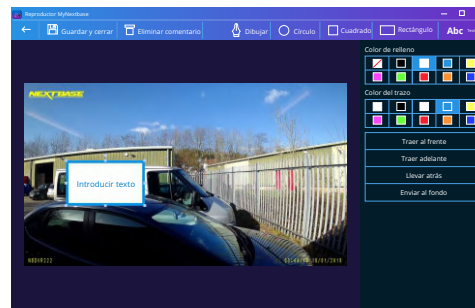 Reproductor MyNextbase
Guardar y cerrar
Eliminar comentario
Dibujar
Círculo
Cuadrado
Rectángulo
Abc
Color de relleno
NEXTBASE
Color del trazo
Traer al frente
Traer adelante
Introducir texto
Llevar atrás
Enviar al fondo